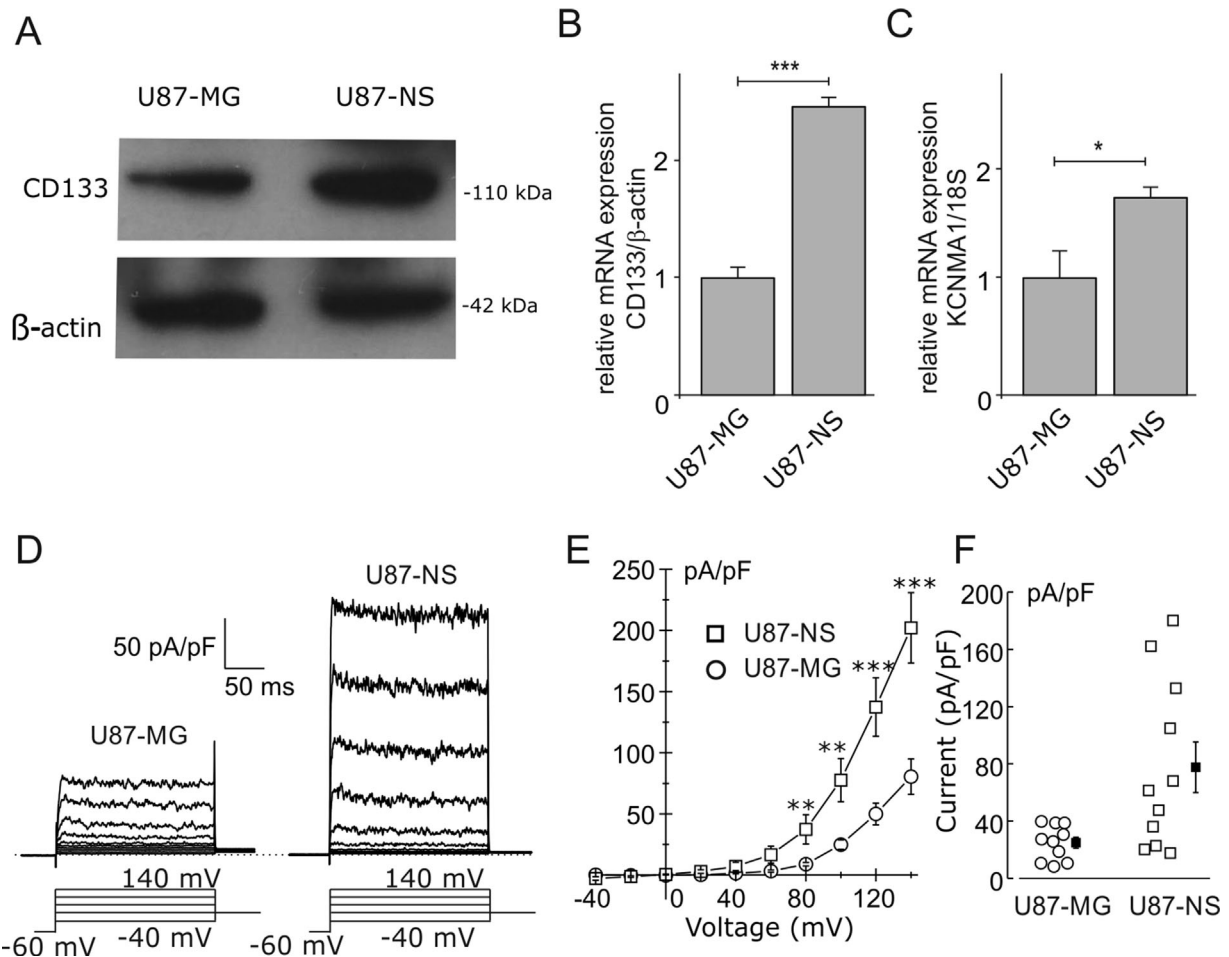 A
U87-MG
U87-NS
CD133
-110 kDa
ß-actin
-42 kDa
B
relative mRNA expression
CD133/β-actin
***
2
1
0
U87-MG
U87-NS
C
relative mRNA expression
KCNMA1/18S
*
2
1
0
U87-MG
U87-NS
D
U87-NS
50 pA/pF
50 ms
U87-MG
140 mV
-40 mV
-60 mV
140 mV
-40 mV
-60 mV
E
pA/pF
250
200
150
100
50
0
U87-NS
U87-MG
**
**
***
***
-40
0
20
40
60
80
120
Voltage (mV)
F
pA/pF
Current (pA/pF)
200
160
120
80
40
0
U87-MG
U87-NS